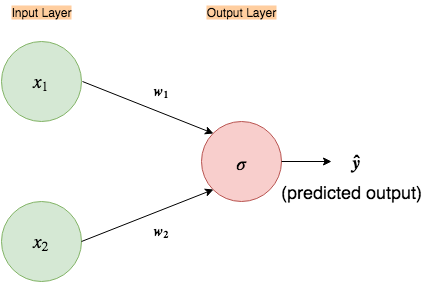 Input Layer
Output Layer
x₁
w₁
σ
ŷ
(predicted output)
w₂
x₂